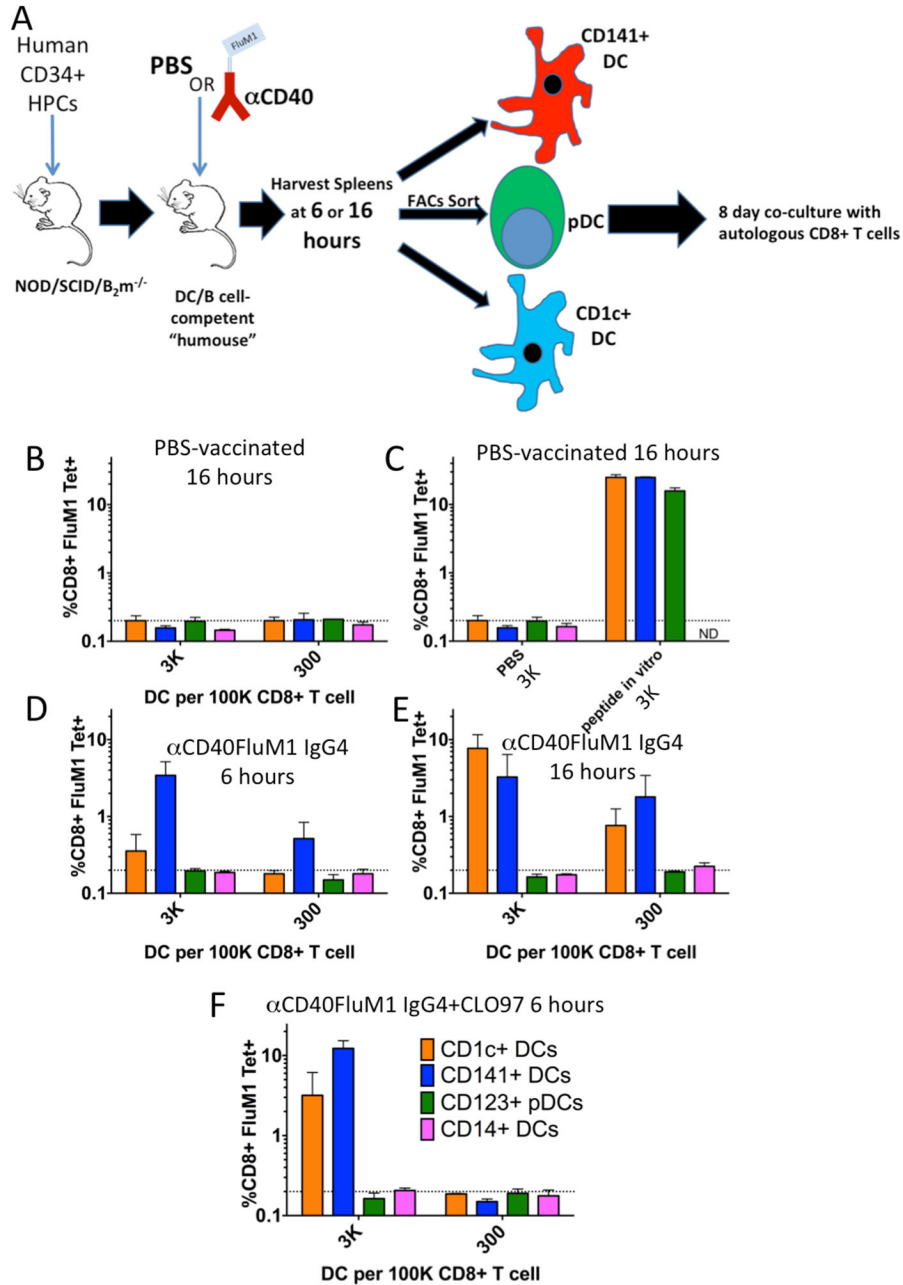 A
Human
CD34+
HPCs
PBS
OR
FluM1
αCD40
NOD/SCID/B₂m⁻/⁻
DC/B cell-
competent
“humouse”
Harvest Spleens
at 6 or 16
hours
FACs Sort
CD141+
DC
pDC
CD1c+
DC
8 day co-culture with
autologous CD8+ T cells
B
PBS-vaccinated
16 hours
%CD8+ FluM1 Tet+
10
1
0.1
3K
300
DC per 100K CD8+ T cell
C
PBS-vaccinated 16 hours
%CD8+ FluM1 Tet+
10
1
0.1
ND
PBS
3K
peptide in vitro
3K
D
αCD40FluM1 IgG4
6 hours
%CD8+ FluM1 Tet+
10
1
0.1
3K
300
DC per 100K CD8+ T cell
E
αCD40FluM1 IgG4
16 hours
%CD8+ FluM1 Tet+
10
1
0.1
3K
300
DC per 100K CD8+ T cell
F
αCD40FluM1 IgG4+CLO97 6 hours
%CD8+ FluM1 Tet+
10
1
0.1
CD1c+ DCs
CD141+ DCs
CD123+ pDCs
CD14+ DCs
3K
300
DC per 100K CD8+ T cell